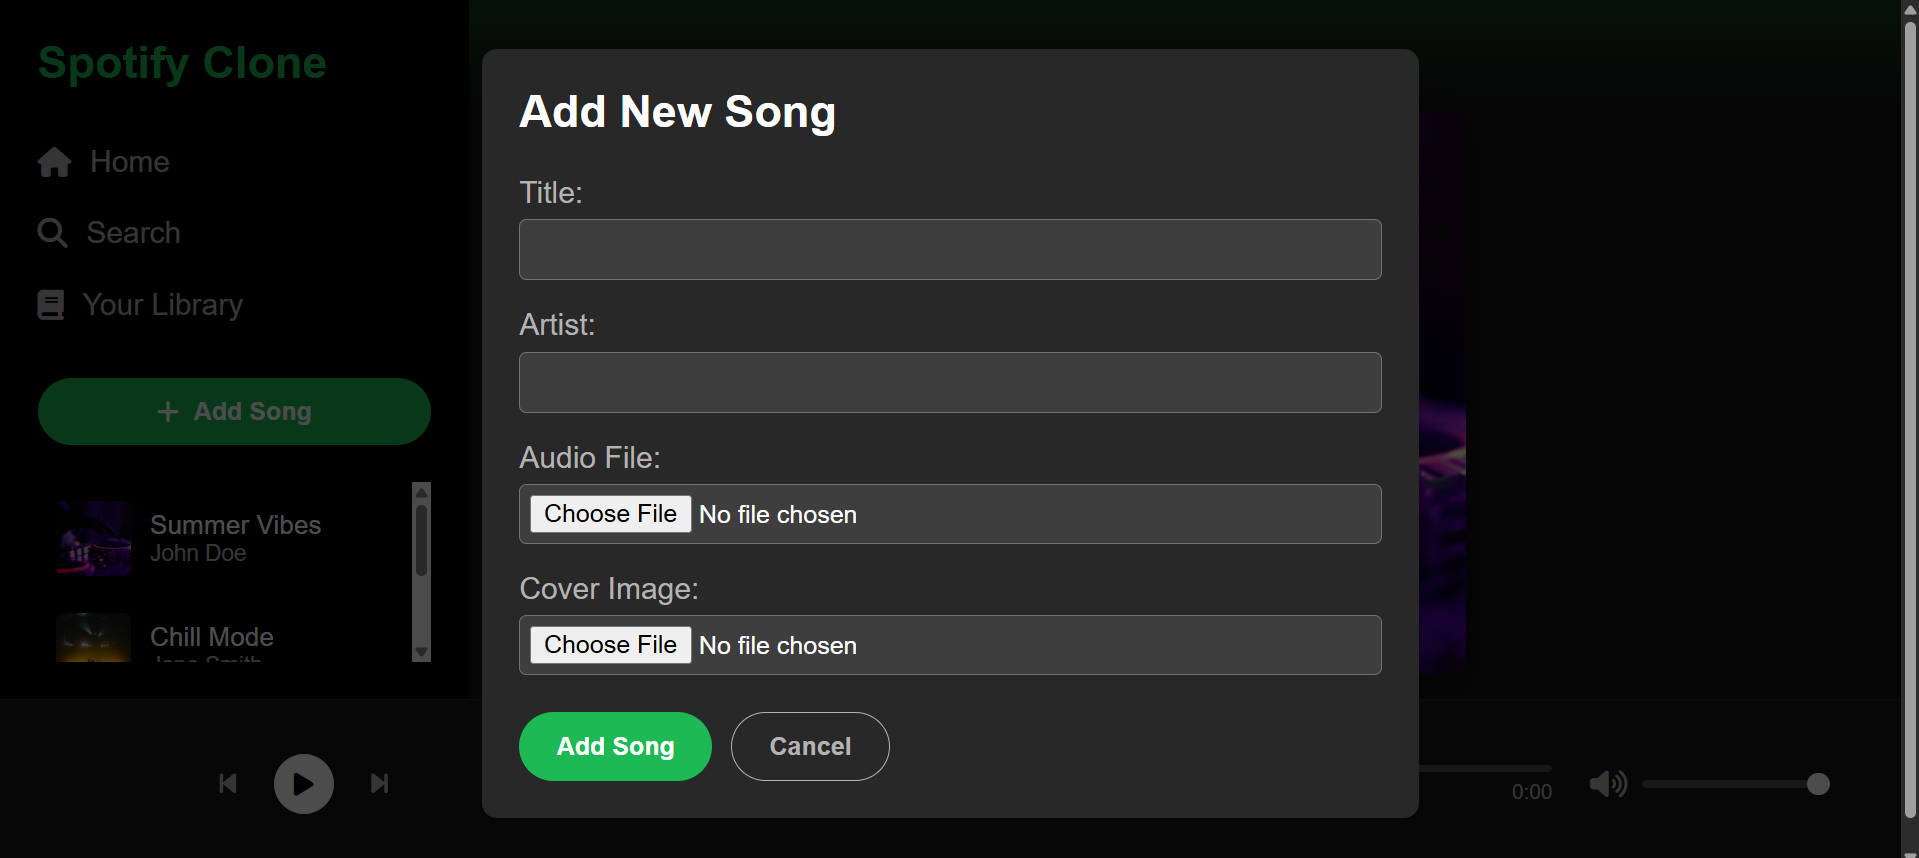 Spotify Clone
Home
Search
Your Library
+ Add Song
Summer Vibes
John Doe
Chill Mode
Jane Smith
Add New Song
Title:
Artist:
Audio File:
Choose File No file chosen
Cover Image:
Choose File No file chosen
Add Song
Cancel
0:00